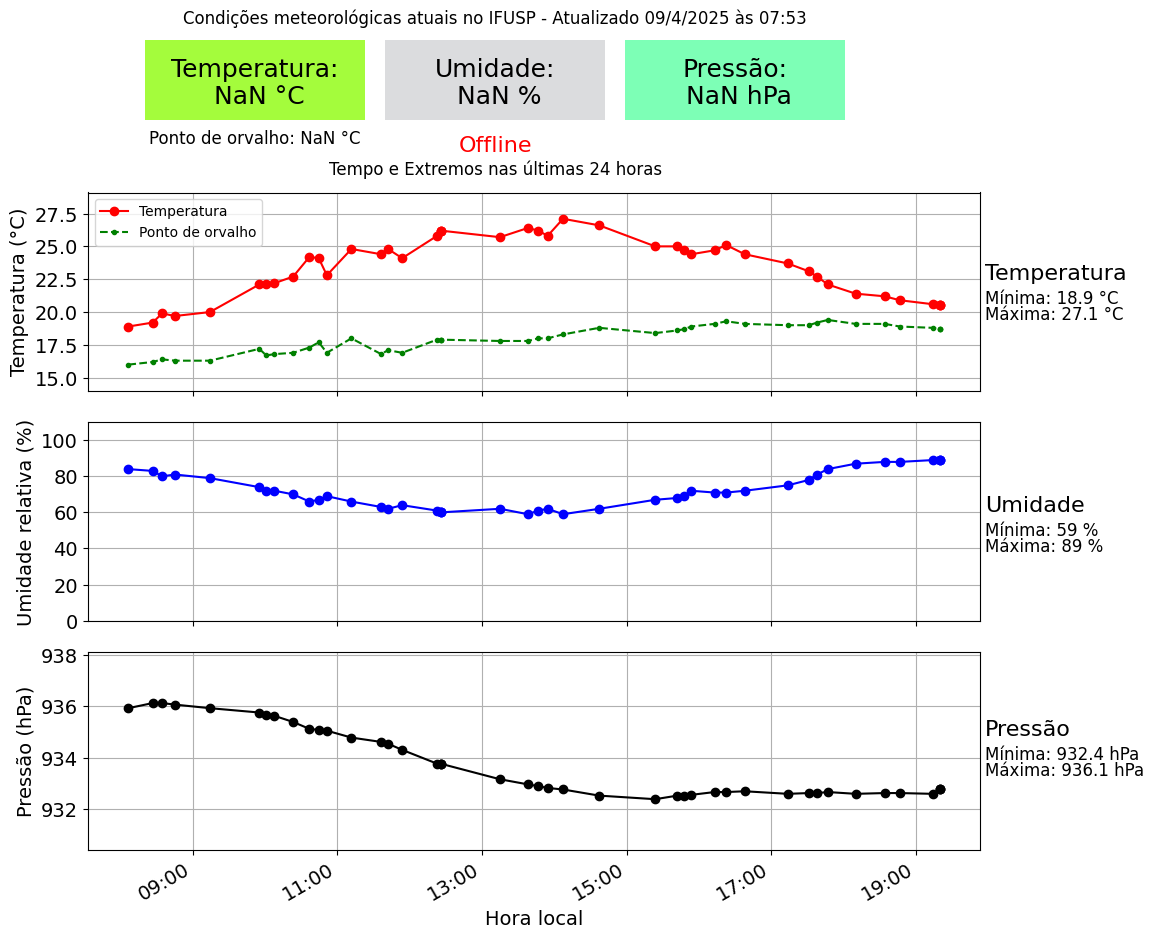 Condições meteorológicas atuais no IFUSP - Atualizado 09/4/2025 às 07:53
Temperatura:
NaN °C
Umidade:
NaN %
Pressão:
NaN hPa
Ponto de orvalho: NaN °C
Offline
Tempo e Extremos nas últimas 24 horas
Temperatura (°C)
27.5
25.0
22.5
20.0
17.5
15.0
Temperatura
Ponto de orvalho
Temperatura
Mínima: 18.9 °C
Máxima: 27.1 °C
Umidade relativa (%)
100
80
60
40
20
0
Umidade
Mínima: 59 %
Máxima: 89 %
Pressão (hPa)
938
936
934
932
Pressão
Mínima: 932.4 hPa
Máxima: 936.1 hPa
09:00
11:00
13:00
15:00
17:00
19:00
Hora local